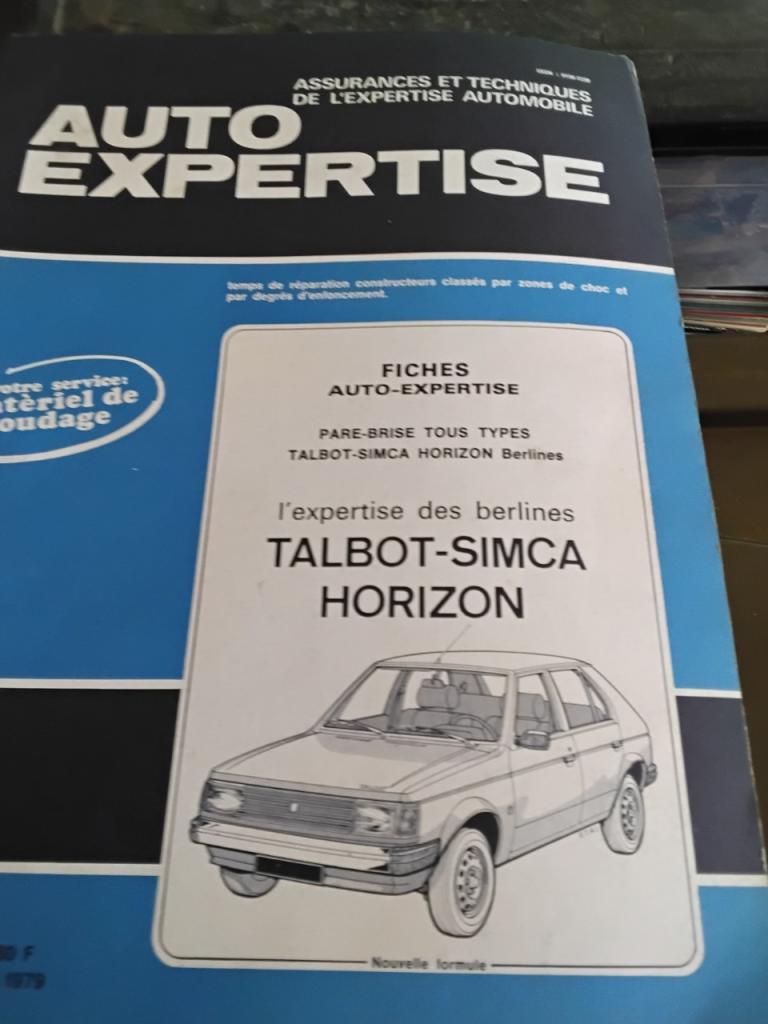 ASSURANCES ET TECHNIQUES
DE L'EXPERTISE AUTOMOBILE
AUTO
EXPERTISE
temps de réparation constructeurs classés par zones de choc et
par degrés d'enfoncement.
otre service:
atèriel de
oudage
FICHES
AUTO-EXPERTISE
PARE-BRISE TOUS TYPES
TALBOT-SIMCA HORIZON Berlines
l'expertise des berlines
TALBOT-SIMCA
HORIZON
Nouvelle formule
F
1979